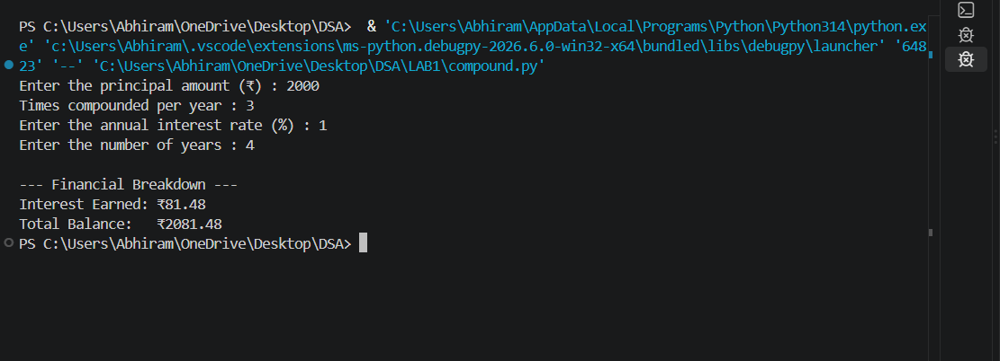 PS C:\Users\Abhiram\OneDrive\Desktop\DSA>  & 'C:\Users\Abhiram\AppData\Local\Programs\Python\Python314\python.ex
e' 'c:\Users\Abhiram\.vscode\extensions\ms-python.debugpy-2026.6.0-win32-x64\bundled\libs\debugpy\launcher' '648
23' '--' 'C:\Users\Abhiram\OneDrive\Desktop\DSA\LAB1\compound.py'
Enter the principal amount (₹) : 2000
Times compounded per year : 3
Enter the annual interest rate (%) : 1
Enter the number of years : 4

--- Financial Breakdown ---
Interest Earned: ₹81.48
Total Balance:   ₹2081.48
PS C:\Users\Abhiram\OneDrive\Desktop\DSA>